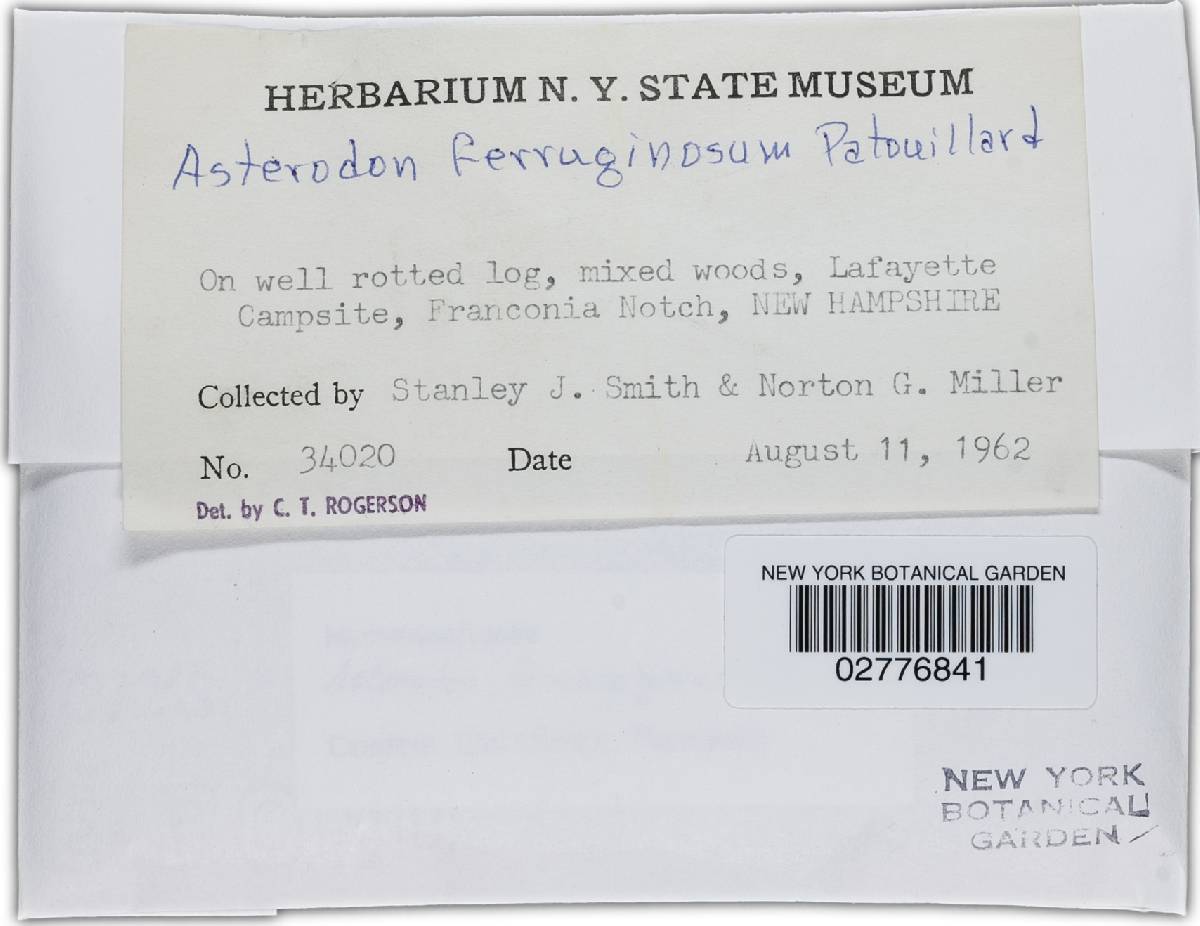 HERBARIUM N. Y. STATE MUSEUM
Asterodon ferruginosum Patouillard
On well rotted log, mixed woods, Lafayette
Campsite, Franconia Notch, NEW HAMPSHIRE
Collected by Stanley J. Smith & Norton G. Miller
No. 34020 Date August 11, 1962
Det. by C. T. ROGERSON
NEW YORK BOTANICAL GARDEN
02776841
NEW YORK
BOTANICAL
GARDEN